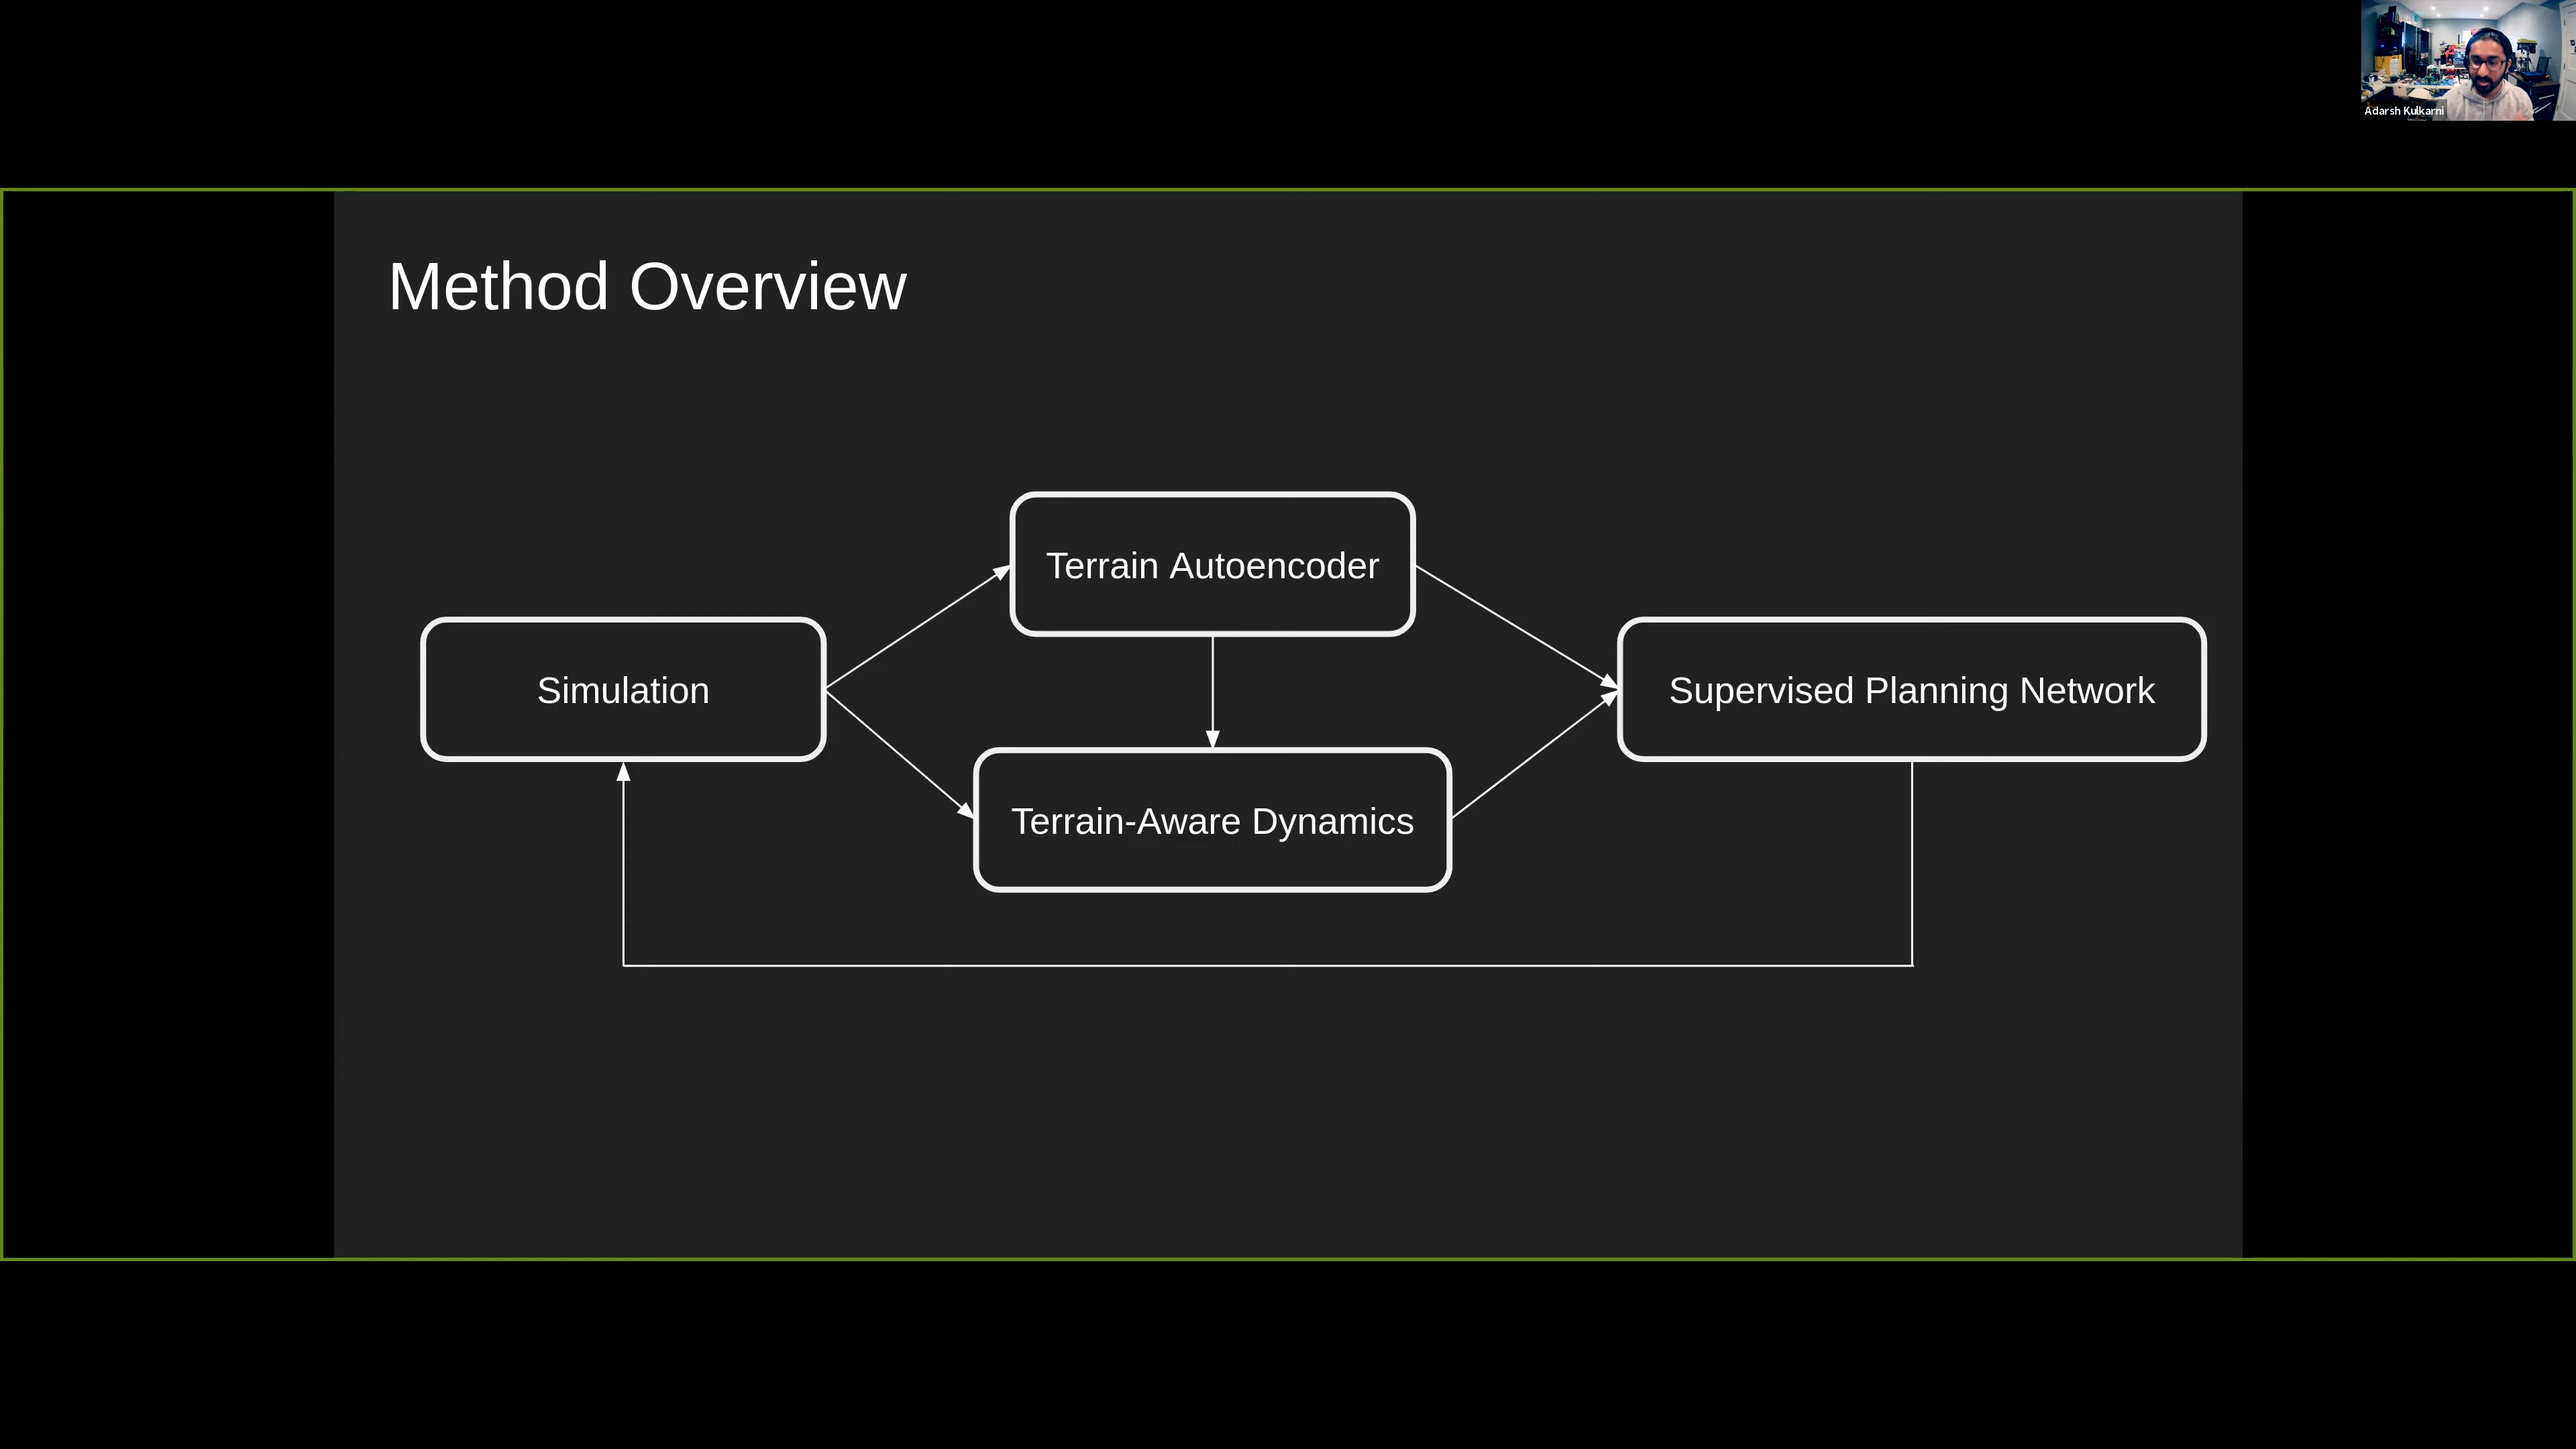 Adarsh Kulkarni
Method Overview
Terrain Autoencoder
Simulation
Supervised Planning Network
Terrain-Aware Dynamics